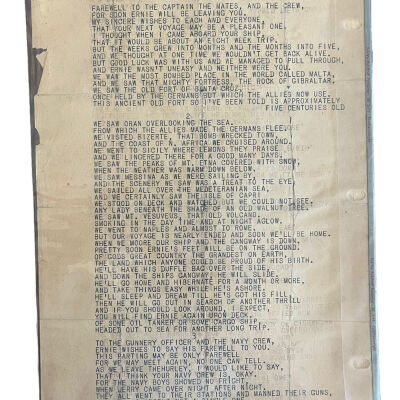 FAREWELL TO THE CAPTAIN THE MATES, AND THE CREW,
FOR SOON ERNIE WILL BE LEAVING YOU.
MY SINCERE WISHES TO EACH AND EVERYONE,
THAT YOUR NEXT VOYAGE MAY BE A PLEASANT ONE.
I THOUGHT WHEN I CAME ABOARD YOUR SHIP,
THAT IT WOULD BE ABOUT AN EIGHT WEEK TRIP.
BUT THE WEEKS GREW INTO MONTHS AND THE MONTHS INTO FIVE,
AND WE THOUGHT AT ONE TIME WE WOULDN'T GET BACK ALIVE.
BUT GOOD LUCK WAS WITH US AND WE MANAGED TO PULL THROUGH,
AND ERNIE WASN'T UNEASY AND NEITHER WERE YOU.
WE SAW THE MOST BOMBED PLACE IN THE WORLD CALLED MALTA,
AND WE SAW THAT MIGHTY FORTRESS, THE ROCK OF GIBRALTAR,
WE SAW THE OLD FORT OF SANTA CRUZ,
ONCE HELD BY THE GERMANS BUT WHICH THE ALLIES NOW USE,
THIS ANCIENT OLD FORT SO I'VE BEEN TOLD IS APPROXIMATELY
FIVE CENTURIES OLD
2
WE SAW ORAN OVERLOOKING THE SEA.
FROM WHICH THE ALLIES MADE THE GERMANS FLEE.
WE VISTED BIZERTE, THAT BOMB WRECKED TOWN,
AND THE COAST OF N. AFRICA WE CRUISED AROUND.
WE WENT TO SICILY WHERE LEMONS THEY PRAISE
AND WE LINGERED THERE FOR A GOOD MANY DAYS.
WE SAW THE PEAKS OF MT. ETNA COVERED WITH SNOW,
WHEN THE WEATHER WAS WARM DOWN BELOW.
WE SAW MESSINA AS WE WERE SAILING BY,
AND THE SCENERY WE SAW WAS A TREAT TO THE EYE,
WE SAILED ALL OVER THE MEDETERANEAN SEA,
AND WE CERTAINLY SAW THE ISLE OF CAPRI
WE STOOD ON DECK AND WATCHED BUT WE COULD NOT SEE,
ANY LADY BENEATH THE SHADE OF AN OLD WALNUT TREE.
WE SAW MT. VESUVEUS, THAT OLD VOLCANO
SMOKING IN THE DAY TIME AND AT NIGHT AGLOW.
WE WENT TO NAPLES AND ALMOST TO ROME.
BUT OUR VOYAGE IS NEARLY ENDED AND SOON WE'LL BE HOME.
WHEN WE MOORE OUR SHIP AND THE GANGWAY IS DOWN,
PRETTY SOON ERNIE'S FEET WILL BE ON THE GROUND.
OF GODS GREAT COUNTRY THE GRANDEST ON EARTH,
THE LAND WHICH ANYONE COULD BE PROUD OF HIS BIRTH.
HE'LL HAVE HIS DUFFLE BAG OVER THE SIDE,
AND DOWN THE SHIPS GANGWAY, HE WILL SLIDE.
HE'LL GO HOME AND HIBERNATE FOR A MONTH OR MORE,
AND TAKE THINGS EASY WHILE HE'S ASHORE.
HE'LL SLEEP AND DREAM TILL HE'S GOT HIS FILL,
THEN HE WILL GO OUT IN SEARCH OF ANOTHER THRILL
AND IF YOU SHOULD LOOK AROUND, I EXPECT,
YOU WILL FIND ERNIE AGAIN UPON DECK,
OF SOME OIL TANKER OR SOME CARGO SHIP
HEADED OUT TO SEA FOR ANOTHER LONG TRIP.
TO THE GUNNERY OFFICER AND THE NAVY CREW,
ERNIE WISHES TO SAY HIS FAREWELL TO YOU.
THIS PARTING MAY BE ONLY FAREWELL
FOR WE MAY MEET AGAIN, NO ONE CAN TELL.
AS WE LEAVE THEHURLEY, I WOULD LIKE TO SAY,
THAT I THINK YOUR NAVY CREW IS OKAY.
FOR THE NAVY BOYS SHOWED NO FRIGHT,
WHEN JERRY CAME OVER NIGHT AFTER NIGHT.
THEY ALL WENT TO THEIR STATIONS AND MANNED THEIR GUNS,